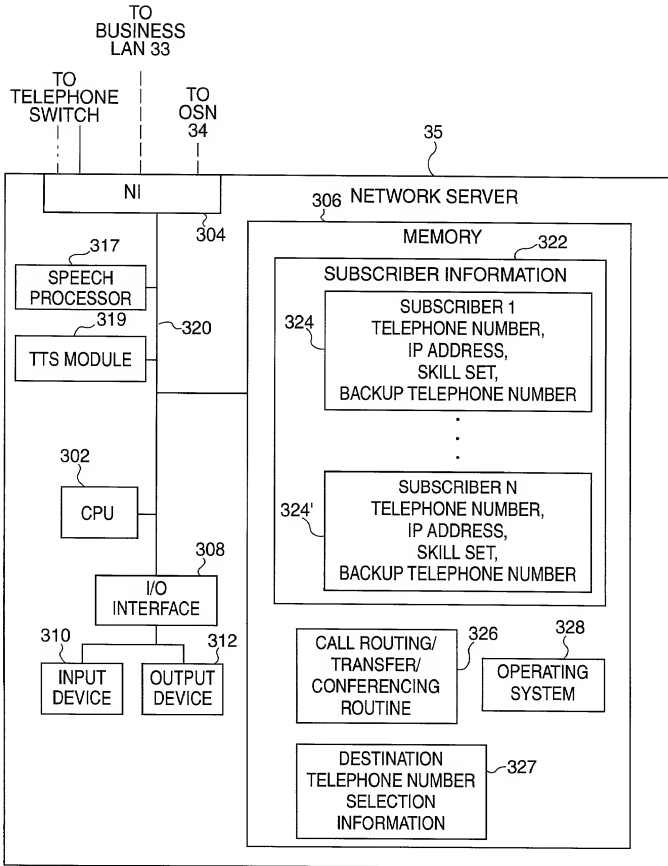 TO
BUSINESS
LAN 33
TO
TELEPHONE
SWITCH
TO
OSN
34
35
NI
304
NETWORK SERVER
306
MEMORY
322
SUBSCRIBER INFORMATION
317
SPEECH
PROCESSOR
319
TTS MODULE
320
324
SUBSCRIBER 1
TELEPHONE NUMBER,
IP ADDRESS,
SKILL SET,
BACKUP TELEPHONE NUMBER
302
CPU
324'
SUBSCRIBER N
TELEPHONE NUMBER,
IP ADDRESS,
SKILL SET,
BACKUP TELEPHONE NUMBER
308
I/O
INTERFACE
310
INPUT
DEVICE
312
OUTPUT
DEVICE
CALL ROUTING/
TRANSFER/
CONFERENCING
ROUTINE
326
328
OPERATING
SYSTEM
DESTINATION
TELEPHONE NUMBER
SELECTION
INFORMATION
327